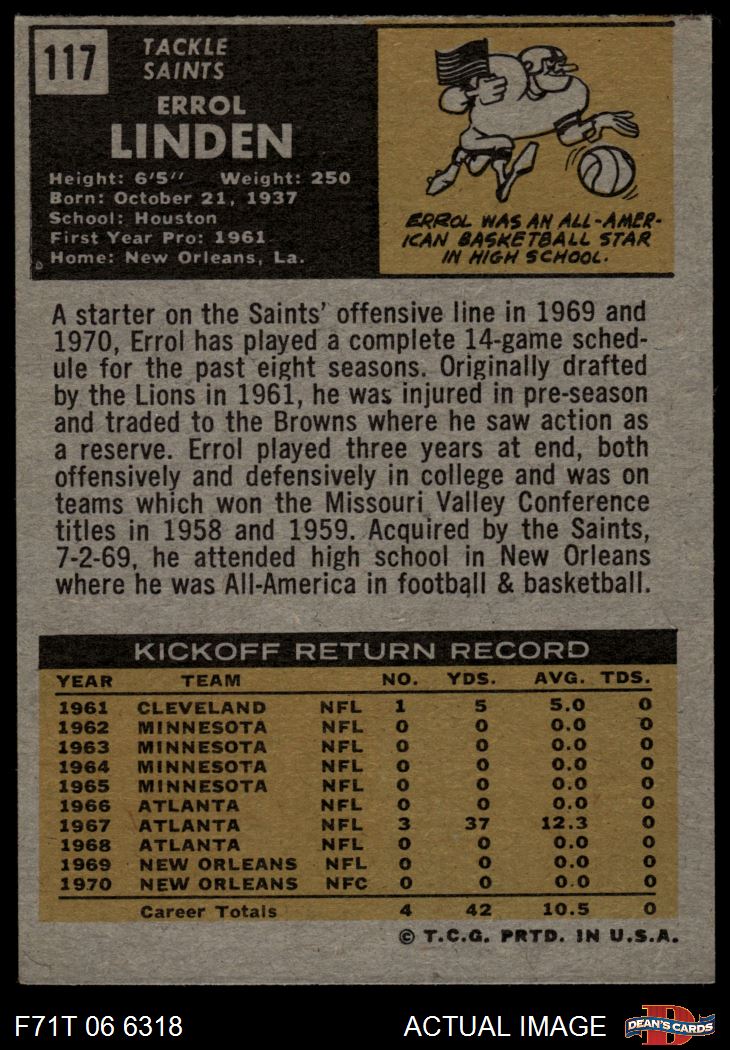 117
TACKLE
SAINTS
ERROL
LINDEN
Height: 6'5" Weight: 250
Born: October 21, 1937
School: Houston
First Year Pro: 1961
Home: New Orleans, La.
ERROL WAS AN ALL-AMER-
ICAN BASKETBALL STAR
IN HIGH SCHOOL.
A starter on the Saints' offensive line in 1969 and
1970, Errol has played a complete 14-game sched-
ule for the past eight seasons. Originally drafted
by the Lions in 1961, he was injured in pre-season
and traded to the Browns where he saw action as
a reserve. Errol played three years at end, both
offensively and defensively in college and was on
teams which won the Missouri Valley Conference
titles in 1958 and 1959. Acquired by the Saints,
7-2-69, he attended high school in New Orleans
where he was All-America in football & basketball.
KICKOFF RETURN RECORD
YEAR TEAM NO. YDS. AVG. TDS.
1961 CLEVELAND NFL 1 5 5.0 0
1962 MINNESOTA NFL 0 0 0.0 0
1963 MINNESOTA NFL 0 0 0.0 0
1964 MINNESOTA NFL 0 0 0.0 0
1965 MINNESOTA NFL 0 0 0.0 0
1966 ATLANTA NFL 0 0 0.0 0
1967 ATLANTA NFL 3 37 12.3 0
1968 ATLANTA NFL 0 0 0.0 0
1969 NEW ORLEANS NFL 0 0 0.0 0
1970 NEW ORLEANS NFC 0 0 0.0 0
Career Totals 4 42 10.5 0
© T.C.G. PRTD. IN U.S.A.
F71T 06 6318 ACTUAL IMAGE
D
DEAN'S CARDS